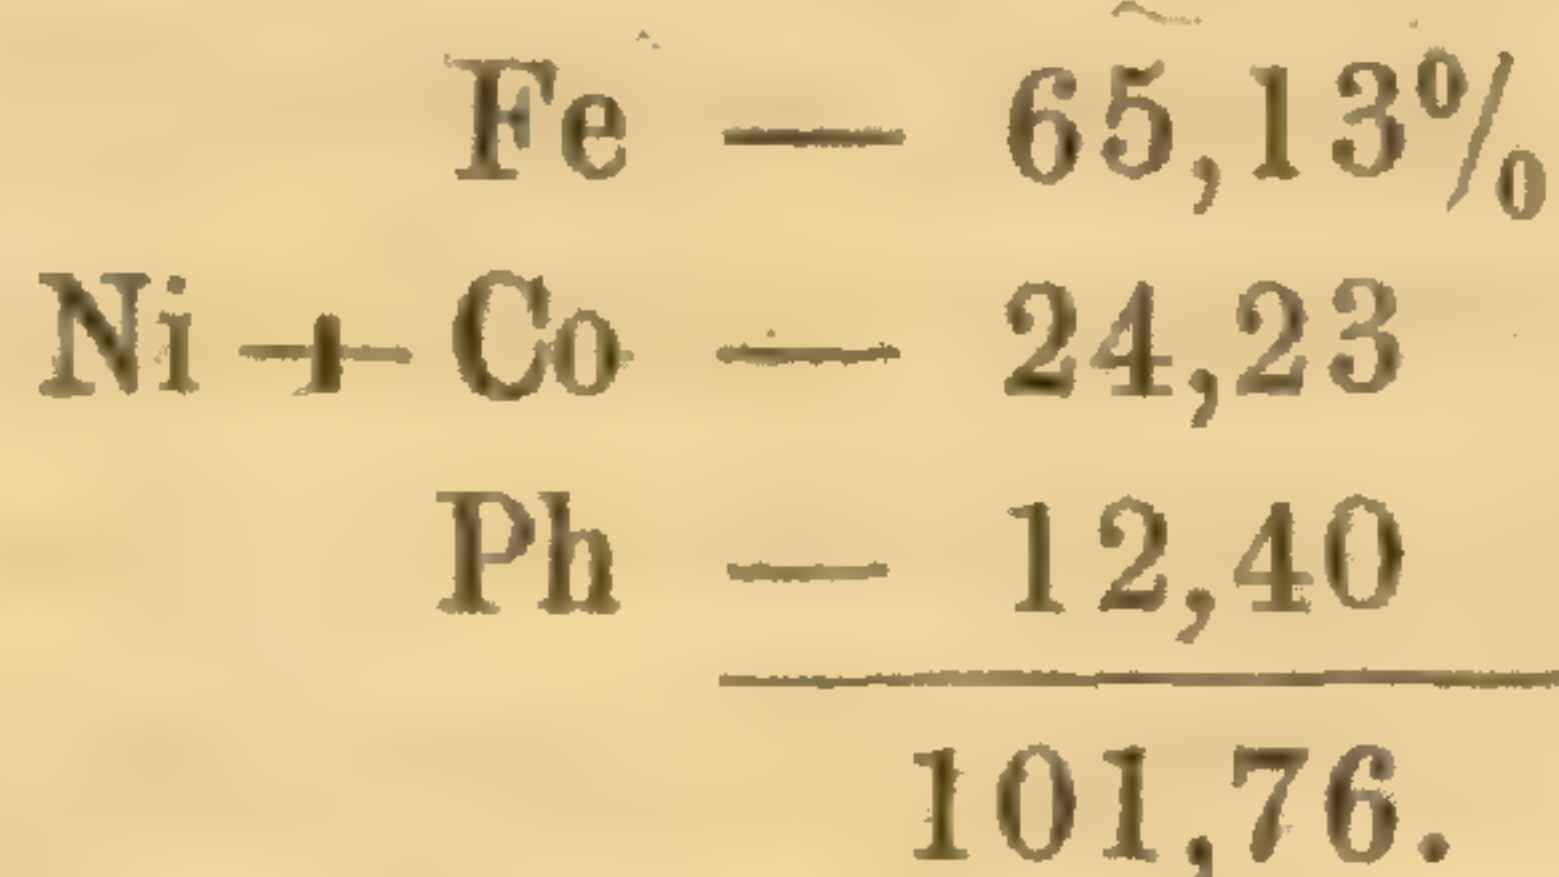 Fe — 65,13%
Ni + Co — 24,23
Ph — 12,40
101,76.